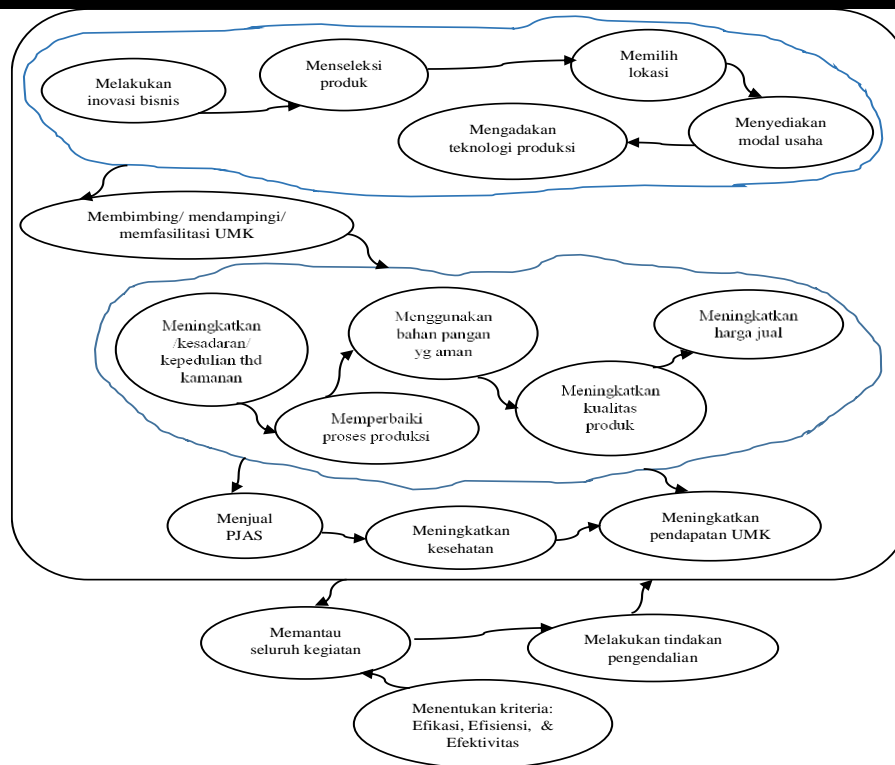 Melakukan
inovasi bisnis
Menseleksi
produk
Memilih
lokasi
Menyediakan
modal usaha
Mengadakan
teknologi produksi
Membimbing/ mendampingi/
memfasilitasi UMK
Meningkatkan
/kesadaran/
kepedulian thd
kamanan
Memperbaiki
proses produksi
Menggunakan
bahan pangan
yg aman
Meningkatkan
kualitas
produk
Meningkatkan
harga jual
Menjual
PJAS
Meningkatkan
kesehatan
Meningkatkan
pendapatan UMK
Memantau
seluruh kegiatan
Melakukan tindakan
pengendalian
Menentukan kriteria:
Efikasi, Efisiensi, &
Efektivitas